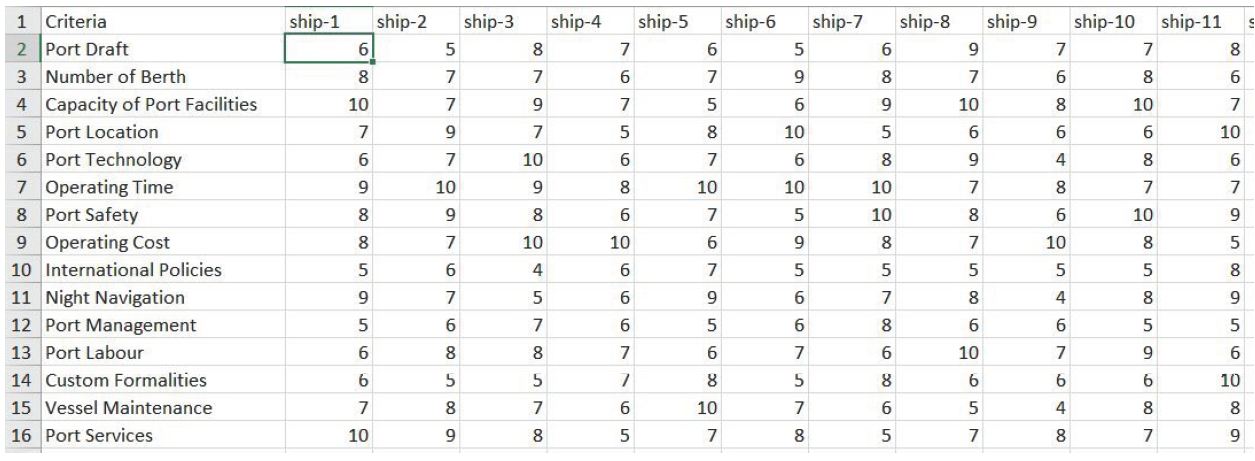 1 Criteria ship-1 ship-2 ship-3 ship-4 ship-5 ship-6 ship-7 ship-8 ship-9 ship-10 ship-11 s
2 Port Draft 6 5 8 7 6 5 6 9 7 7 8
3 Number of Berth 8 7 7 6 7 9 8 7 6 8 6
4 Capacity of Port Facilities 10 7 9 7 5 6 9 10 8 10 7
5 Port Location 7 9 7 5 8 10 5 6 6 6 10
6 Port Technology 6 7 10 6 7 6 8 9 4 8 6
7 Operating Time 9 10 9 8 10 10 10 7 8 7 7
8 Port Safety 8 9 8 6 7 5 10 8 6 10 9
9 Operating Cost 8 7 10 10 6 9 8 7 10 8 5
10 International Policies 5 6 4 6 7 5 5 5 5 5 8
11 Night Navigation 9 7 5 6 9 6 7 8 4 8 9
12 Port Management 5 6 7 6 5 6 8 6 6 5 5
13 Port Labour 6 8 8 7 6 7 6 10 7 9 6
14 Custom Formalities 6 5 5 7 8 5 8 6 6 6 10
15 Vessel Maintenance 7 8 7 6 10 7 6 5 4 8 8
16 Port Services 10 9 8 5 7 8 5 7 8 7 9